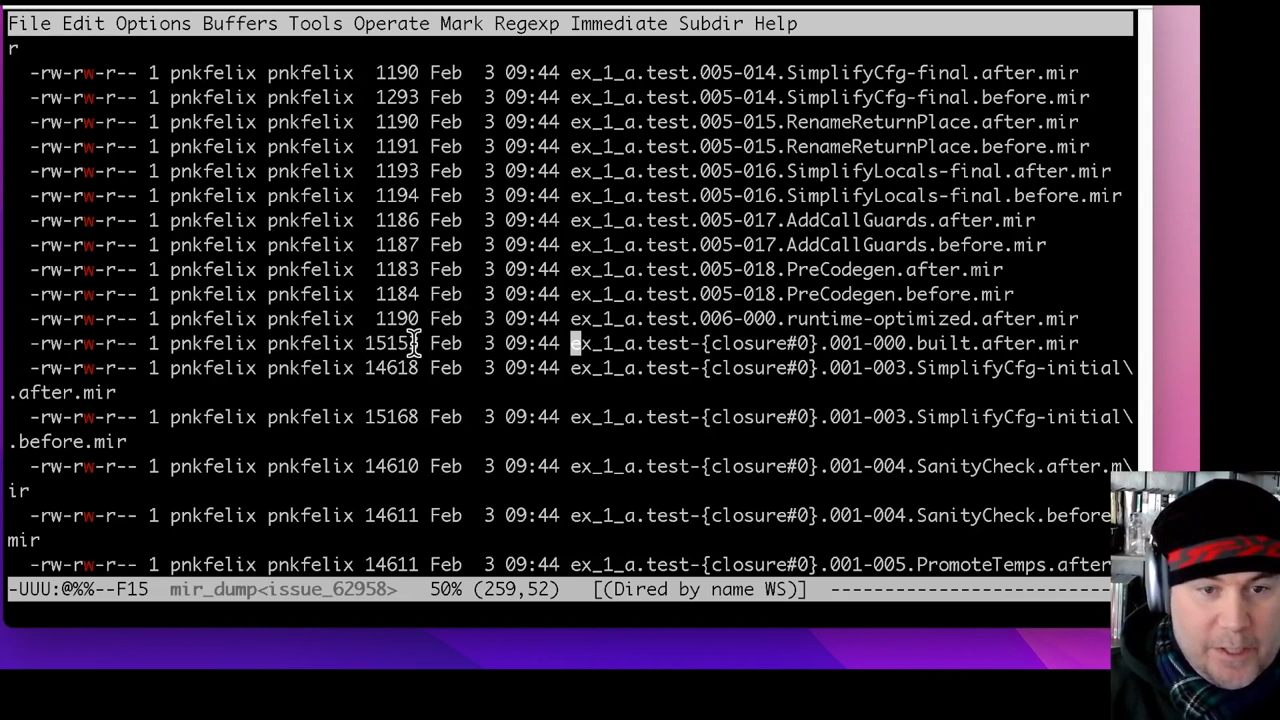 File Edit Options Buffers Tools Operate Mark Regexp Immediate Subdir Help
r
-rw-rw-r-- 1 pnkfelix pnkfelix 1190 Feb 3 09:44 ex_1_a.test.005-014.SimplifyCfg-final.after.mir
-rw-rw-r-- 1 pnkfelix pnkfelix 1293 Feb 3 09:44 ex_1_a.test.005-014.SimplifyCfg-final.before.mir
-rw-rw-r-- 1 pnkfelix pnkfelix 1190 Feb 3 09:44 ex_1_a.test.005-015.RenameReturnPlace.after.mir
-rw-rw-r-- 1 pnkfelix pnkfelix 1191 Feb 3 09:44 ex_1_a.test.005-015.RenameReturnPlace.before.mir
-rw-rw-r-- 1 pnkfelix pnkfelix 1193 Feb 3 09:44 ex_1_a.test.005-016.SimplifyLocals-final.after.mir
-rw-rw-r-- 1 pnkfelix pnkfelix 1194 Feb 3 09:44 ex_1_a.test.005-016.SimplifyLocals-final.before.mir
-rw-rw-r-- 1 pnkfelix pnkfelix 1186 Feb 3 09:44 ex_1_a.test.005-017.AddCallGuards.after.mir
-rw-rw-r-- 1 pnkfelix pnkfelix 1187 Feb 3 09:44 ex_1_a.test.005-017.AddCallGuards.before.mir
-rw-rw-r-- 1 pnkfelix pnkfelix 1183 Feb 3 09:44 ex_1_a.test.005-018.PreCodegen.after.mir
-rw-rw-r-- 1 pnkfelix pnkfelix 1184 Feb 3 09:44 ex_1_a.test.005-018.PreCodegen.before.mir
-rw-rw-r-- 1 pnkfelix pnkfelix 1190 Feb 3 09:44 ex_1_a.test.006-000.runtime-optimized.after.mir
-rw-rw-r-- 1 pnkfelix pnkfelix Feb 3 09:44 ex_1_a.test-{closure#0}.001-000.built.after.mir
-rw-rw-r-- 1 pnkfelix pnkfelix 14618 Feb 3 09:44 ex_1_a.test-{closure#0}.001-003.SimplifyCfg-initial\
.after.mir
-rw-rw-r-- 1 pnkfelix pnkfelix 15168 Feb 3 09:44 ex_1_a.test-{closure#0}.001-003.SimplifyCfg-initial\
.before.mir
-rw-rw-r-- 1 pnkfelix pnkfelix 14610 Feb 3 09:44 ex_1_a.test-{closure#0}.001-004.SanityCheck.after.m\
ir
-rw-rw-r-- 1 pnkfelix pnkfelix 14611 Feb 3 09:44 ex_1_a.test-{closure#0}.001-004.SanityCheck.before
mir
-rw-rw-r-- 1 pnkfelix pnkfelix 14611 Feb 3 09:44 ex_1_a.test-{closure#0}.001-005.PromoteTemps.after
-UUU:@%%--F15 mir_dump<issue_62958> 50% (259,52) [(Dired by name WS)] --------------------------